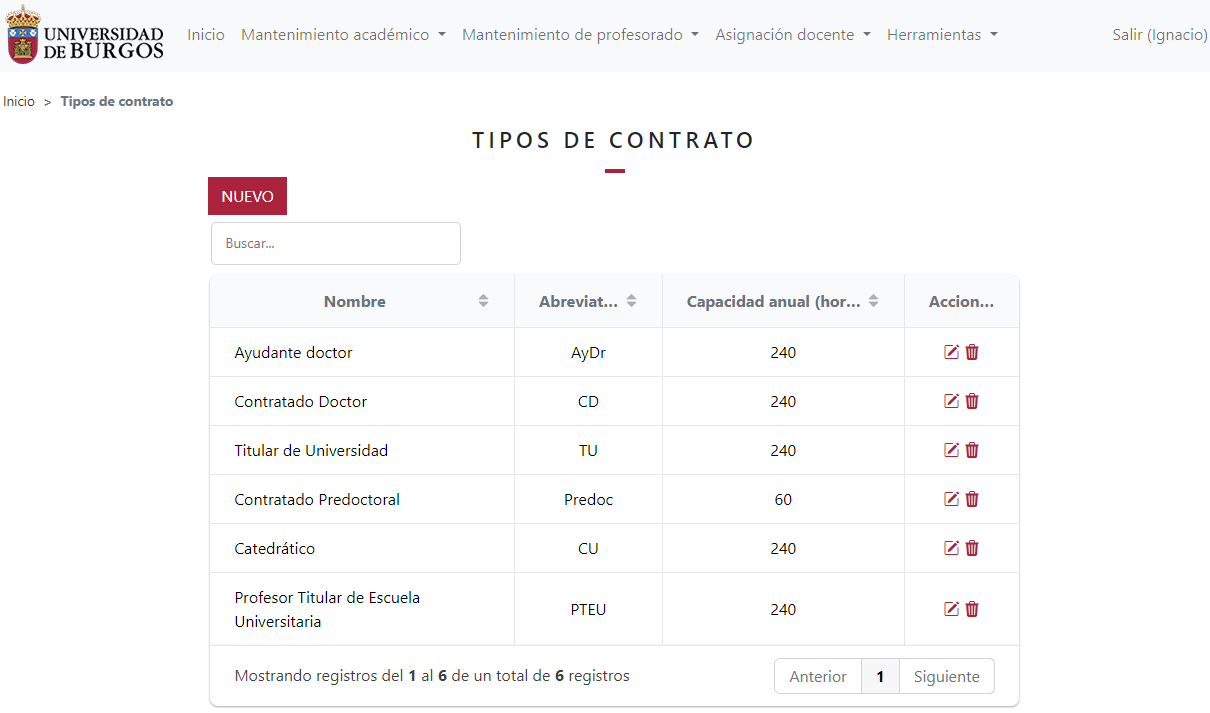 UNIVERSIDAD
DE BURGOS
Inicio Mantenimiento académico Mantenimiento de profesorado Asignación docente Herramientas Salir (Ignacio)
Inicio > Tipos de contrato
TIPOS DE CONTRATO
NUEVO
Buscar...
Nombre Abreviat... Capacidad anual (hor... Accion...
Ayudante doctor AyDr 240
Contratado Doctor CD 240
Titular de Universidad TU 240
Contratado Predoctoral Predoc 60
Catedrático CU 240
Profesor Titular de Escuela
Universitaria PTEU 240
Mostrando registros del 1 al 6 de un total de 6 registros Anterior 1 Siguiente